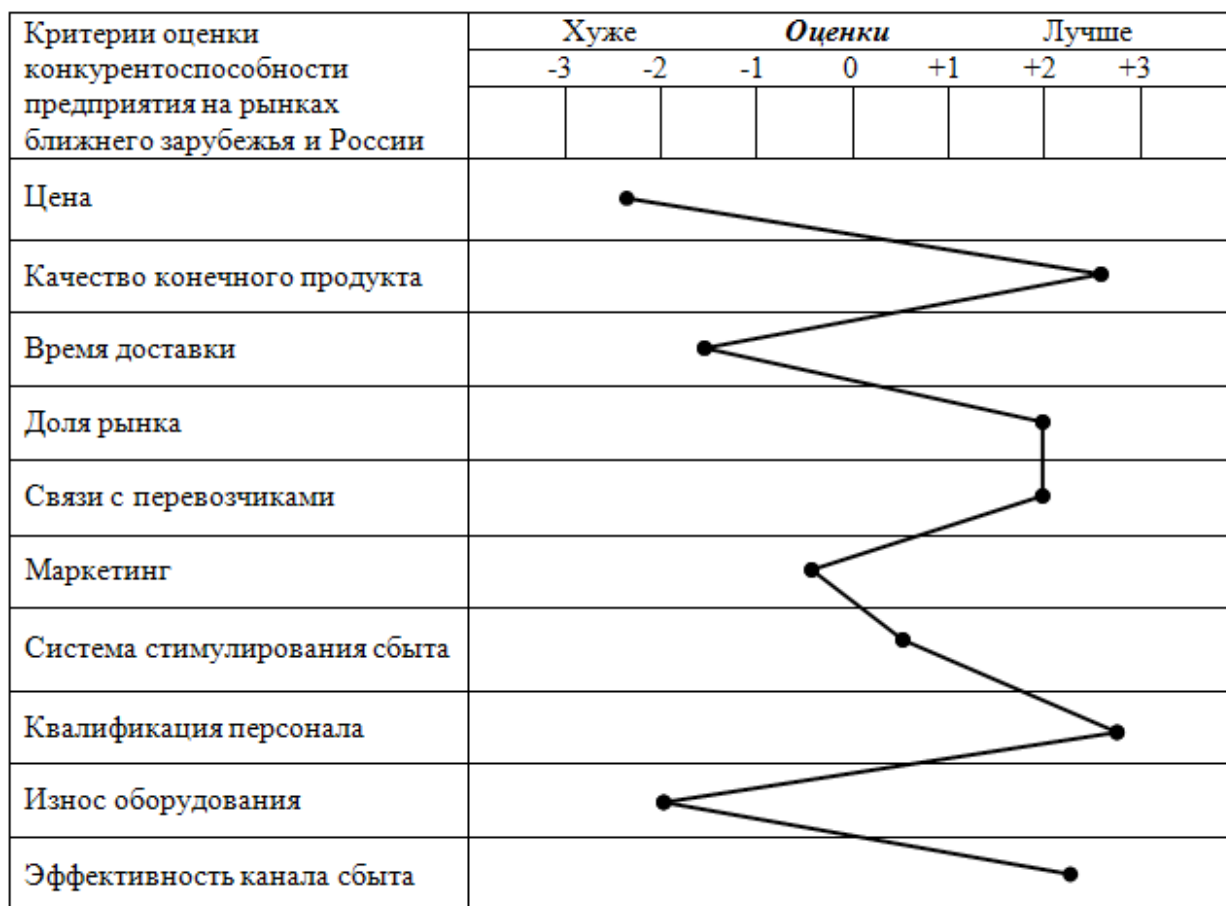 Критерии оценки
конкурентоспособности
предприятия на рынках
ближнего зарубежья и России
Хуже Оценки Лучше
-3 -2 -1 0 +1 +2 +3
Цена
Качество конечного продукта
Время доставки
Доля рынка
Связи с перевозчиками
Маркетинг
Система стимулирования сбыта
Квалификация персонала
Износ оборудования
Эффективность канала сбыта